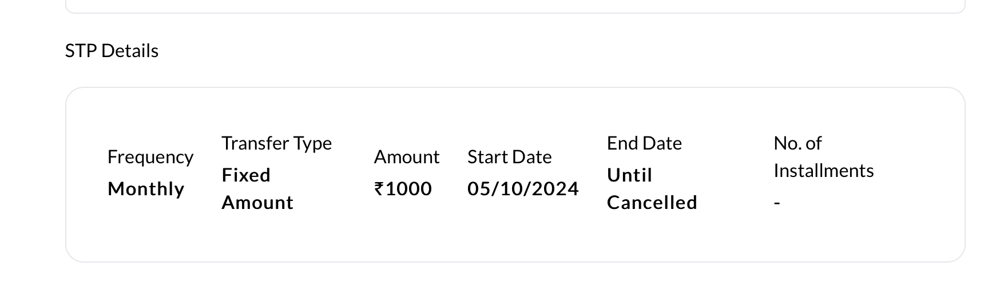 STP Details
Frequency
Monthly
Transfer Type
Fixed
Amount
Amount
₹1000
Start Date
05/10/2024
End Date
Until
Cancelled
No. of
Installments
-